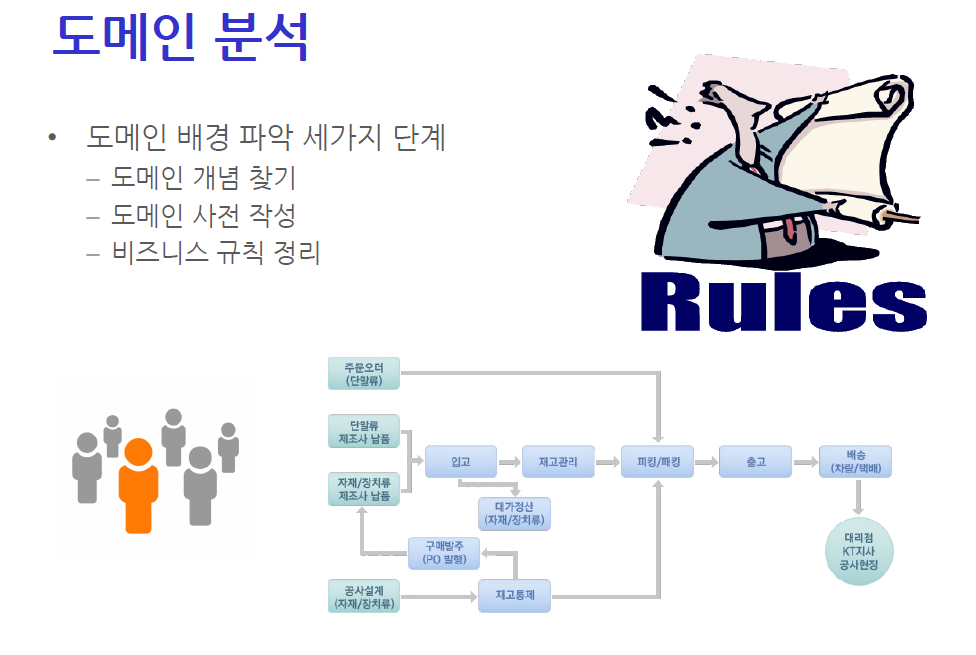 도메인 분석
• 도메인 배경 파악 세가지 단계
– 도메인 개념 찾기
– 도메인 사전 작성
– 비즈니스 규칙 정리
Rules
주문오더
(단말류)
단말류
제조사 납품
자재/장치류
제조사 납품
입고
재고관리
피킹/패킹
출고
배송
(차량/택배)
대가정산
(자재/장치류)
구매발주
(PO 발행)
공사설계
(자재/장치류)
재고통제
대리점
KT지사
공사현장